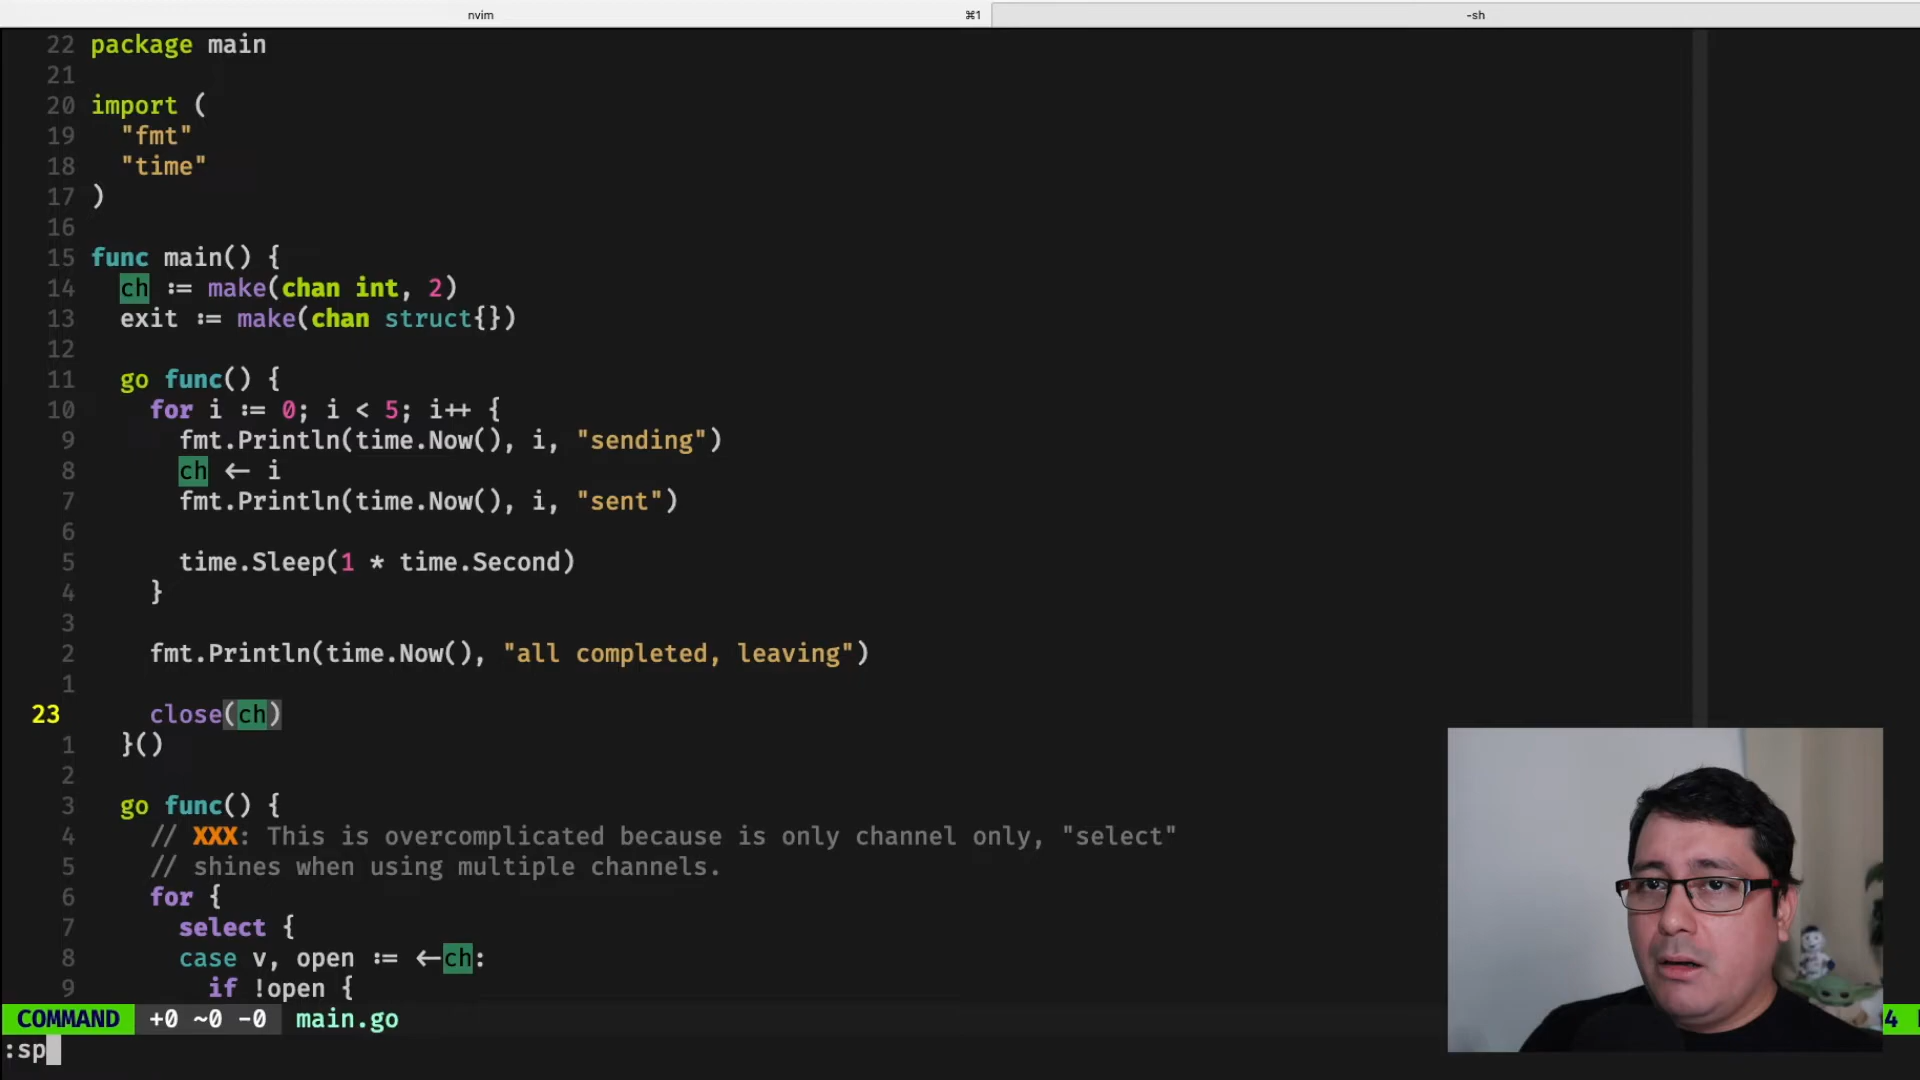 nvim ⌘1 -sh
22 package main
21
20 import (
19 "fmt"
18 "time"
17 )
16
15 func main() {
14 ch := make(chan int, 2)
13 exit := make(chan struct{})
12
11 go func() {
10 for i := 0; i < 5; i++ {
9 fmt.Println(time.Now(), i, "sending")
8 ch <- i
7 fmt.Println(time.Now(), i, "sent")
6
5 time.Sleep(1 * time.Second)
4 }
3
2 fmt.Println(time.Now(), "all completed, leaving")
1
23 close(ch)
1 }()
2
3 go func() {
4 // XXX: This is overcomplicated because is only channel only, "select"
5 // shines when using multiple channels.
6 for {
7 select {
8 case v, open := <-ch:
9 if !open {
COMMAND +0 ~0 -0 main.go 4
:sp